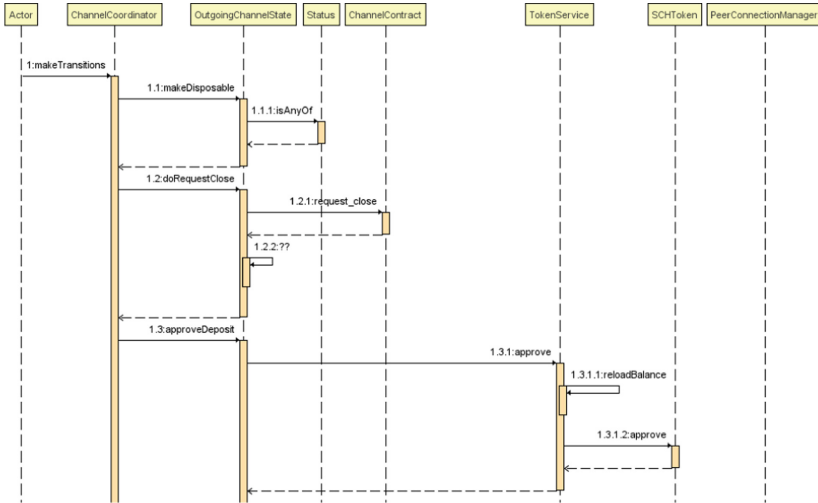 Actor
ChannelCoordinator
OutgoingChannelState
Status
ChannelContract
TokenService
SCHToken
PeerConnectionManager
1:makeTransitions
1.1:makeDisposable
1.1.1:isAnyOf
1.2:doRequestClose
1.2.1:request_close
1.2.2:??
1.3:approveDeposit
1.3.1:approve
1.3.1.1:reloadBalance
1.3.1.2:approve